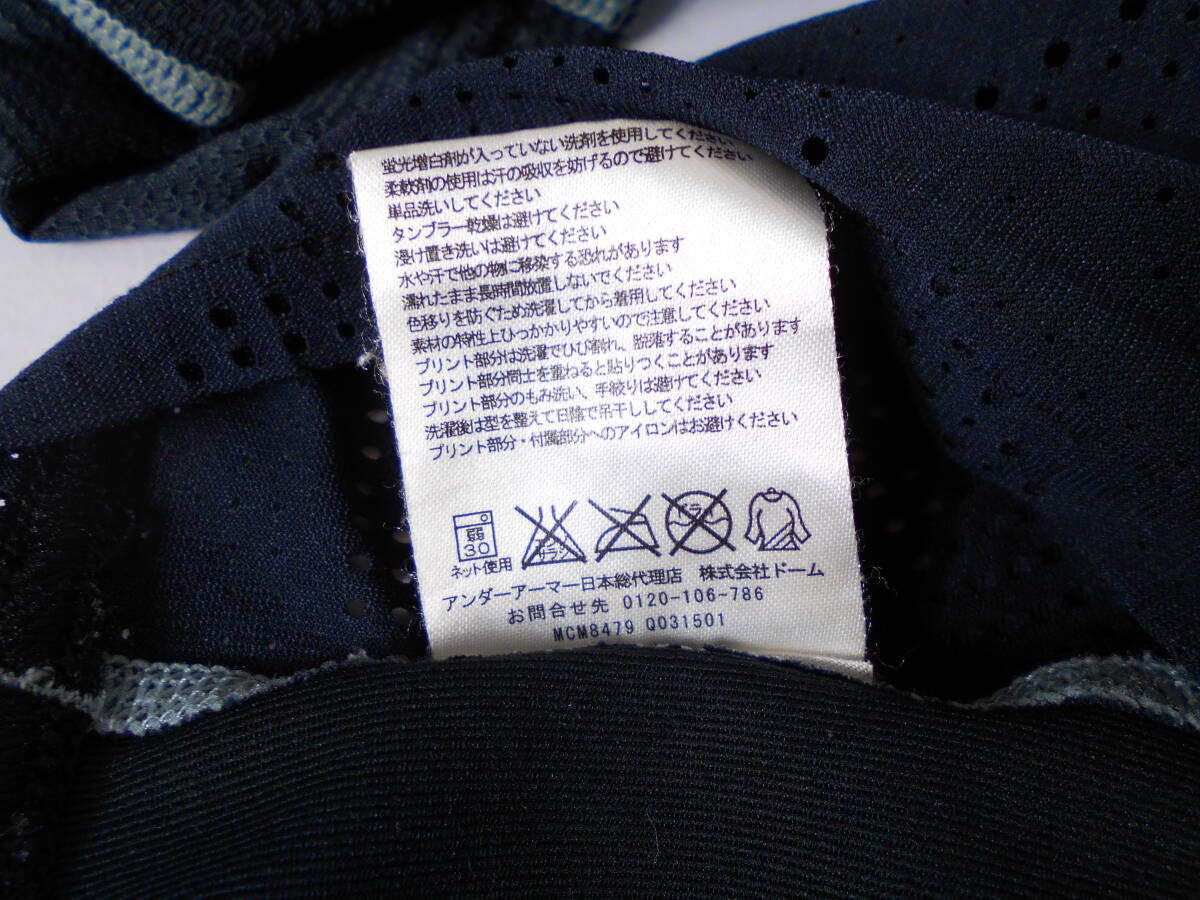 蛍光増白剤が入っていない洗剤を使用してください
柔軟剤の使用は汗の吸収を妨げるので避けてください
単品洗いしてください
タンブラー乾燥は避けてください
浸け置き洗いは避けてください
水や汗で他の物に移染する恐れがあります
濡れたまま長時間放置しないでください
色移りを防ぐため洗濯してから着用してください
素材の特性上ひっかかりやすいので注意してください
プリント部分は洗濯でひび割れ、脱落することがあります
プリント部分同士を重ねると貼りつくことがあります
プリント部分のもみ洗い、手絞りは避けてください
洗濯後は型を整えて日陰で吊干ししてください
プリント部分・付属部分へのアイロンはお避けください
弱
30
エンソ
サラシ
ドライ
ネット使用
アンダーアーマー日本総代理店 株式会社ドーム
お問合せ先 0120-106-786
MCM8479 Q031501